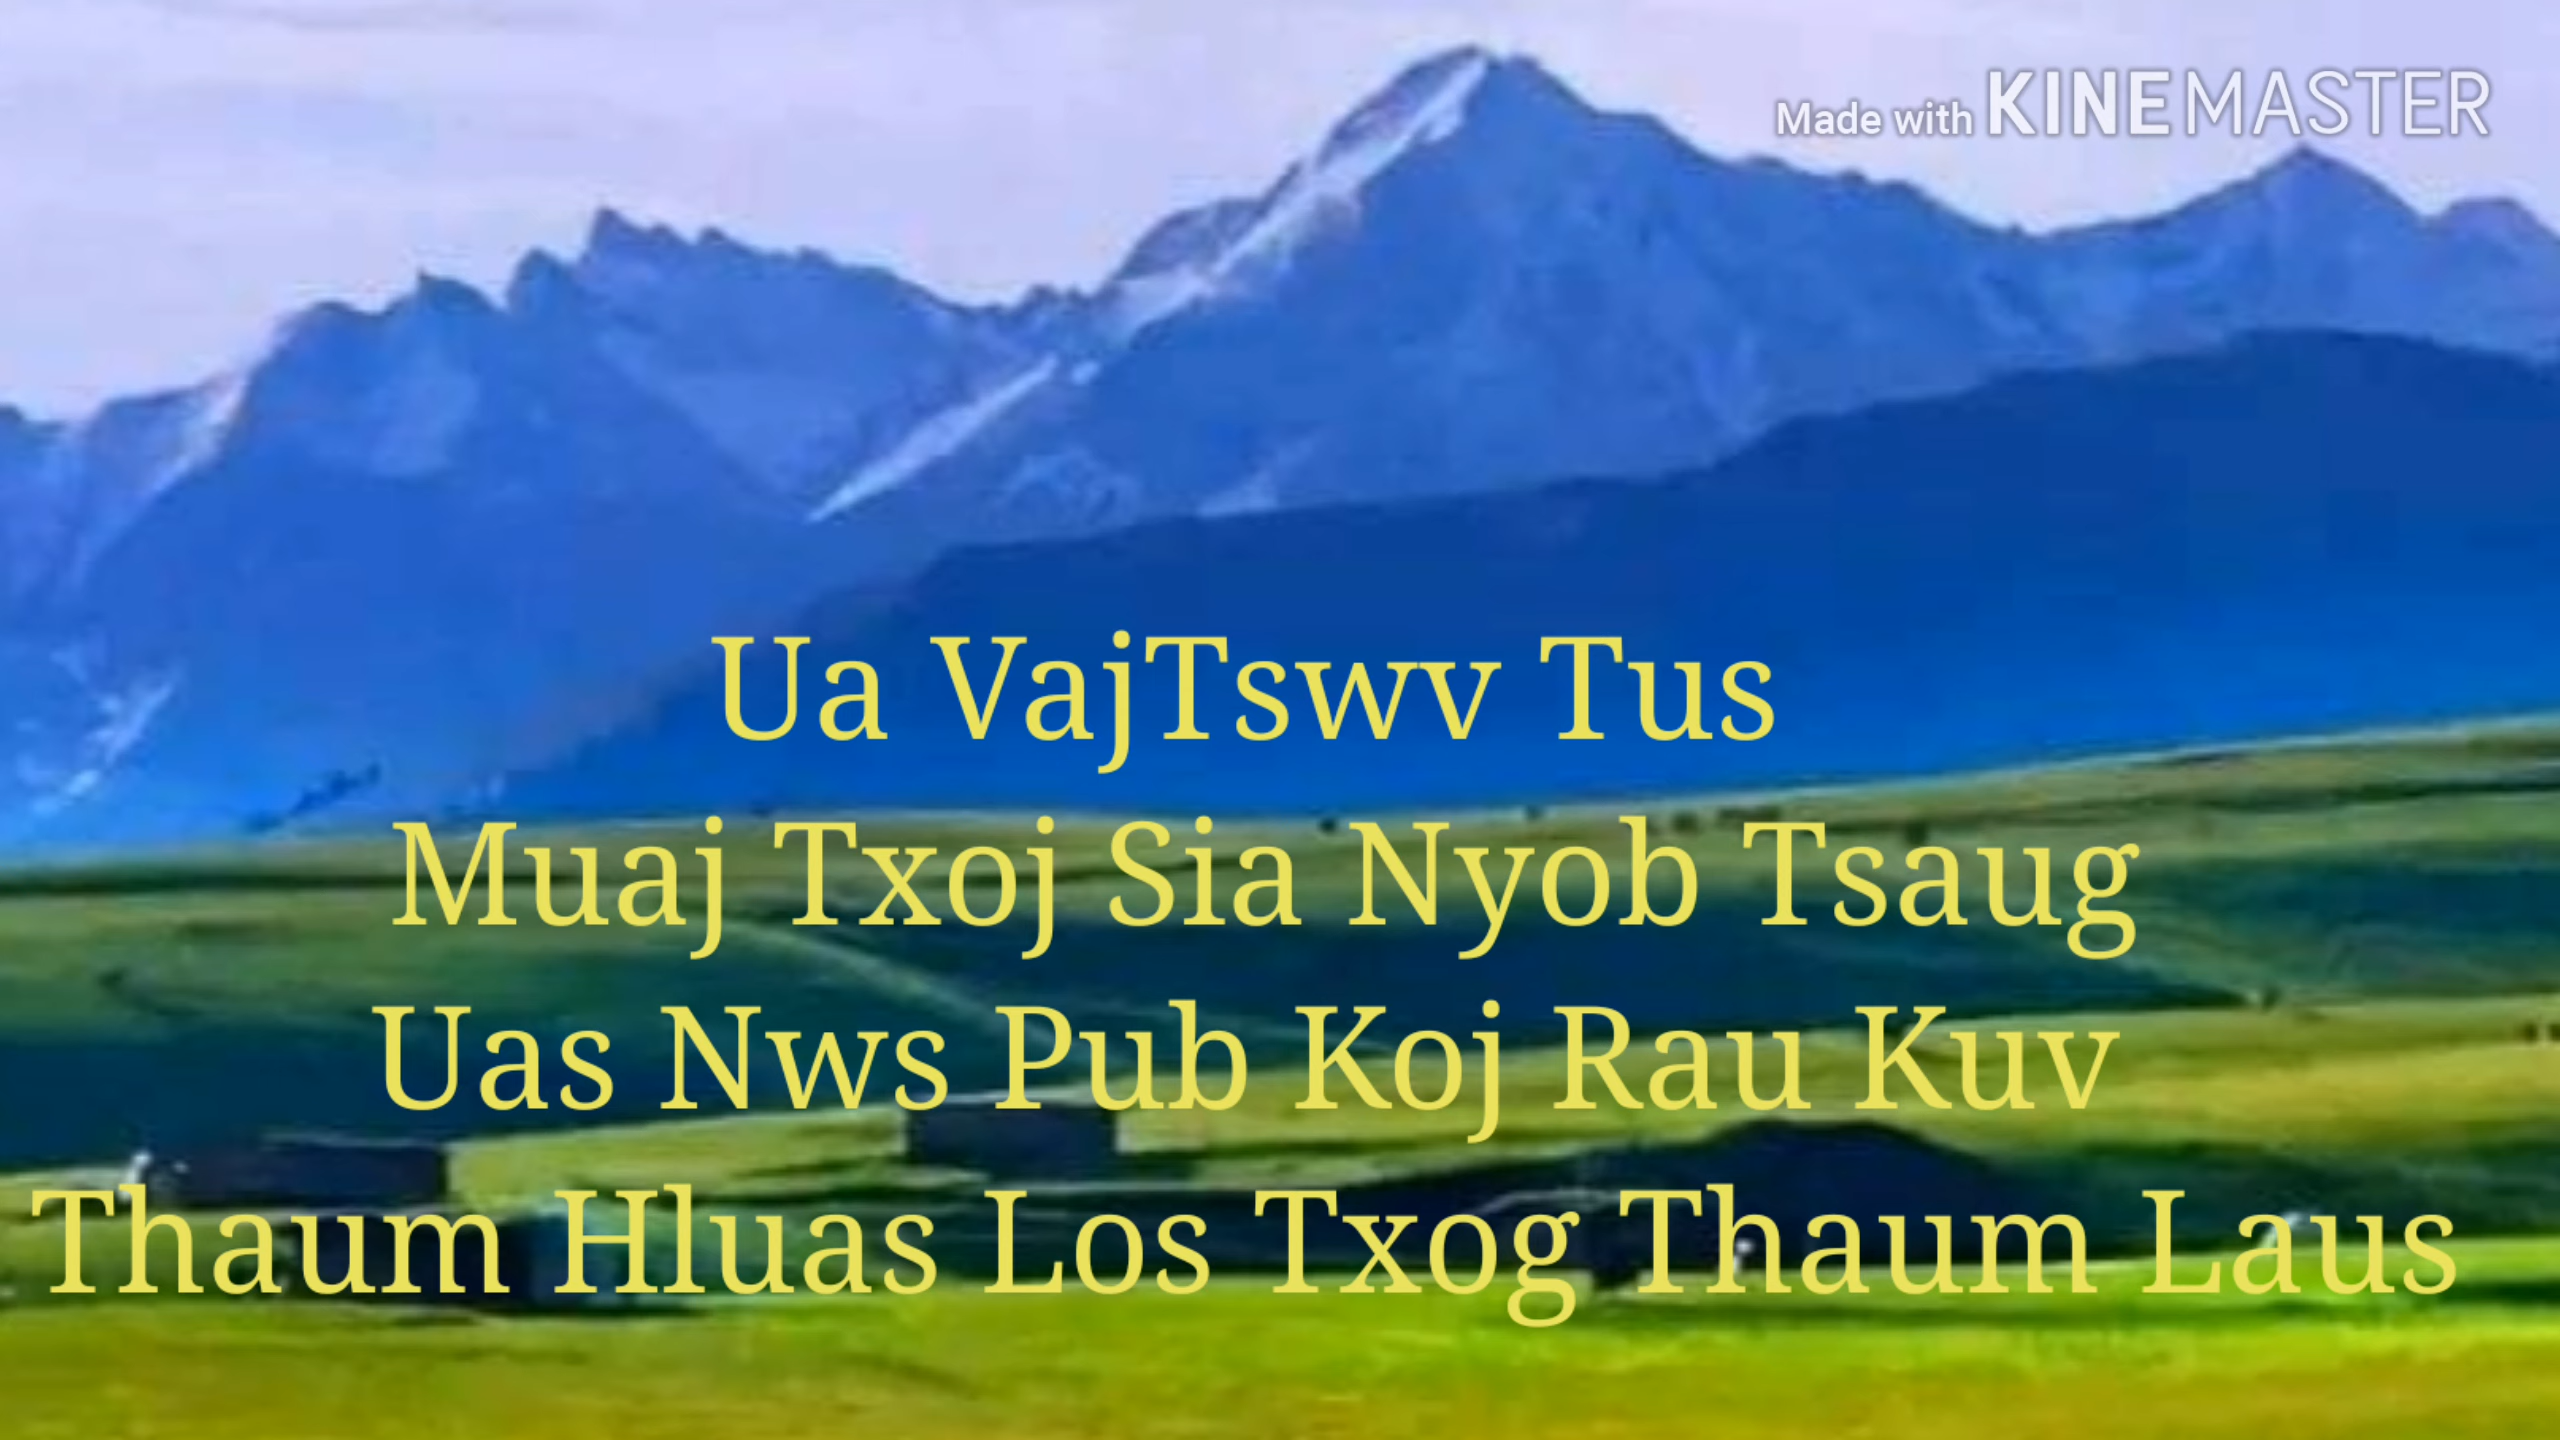 Made with KINEMASTER
Ua VajTswv Tus
Muaj Txoj Sia Nyob Tsaug
Uas Nws Pub Koj Rau Kuv
Thaum Hluas Los Txog Thaum Laus